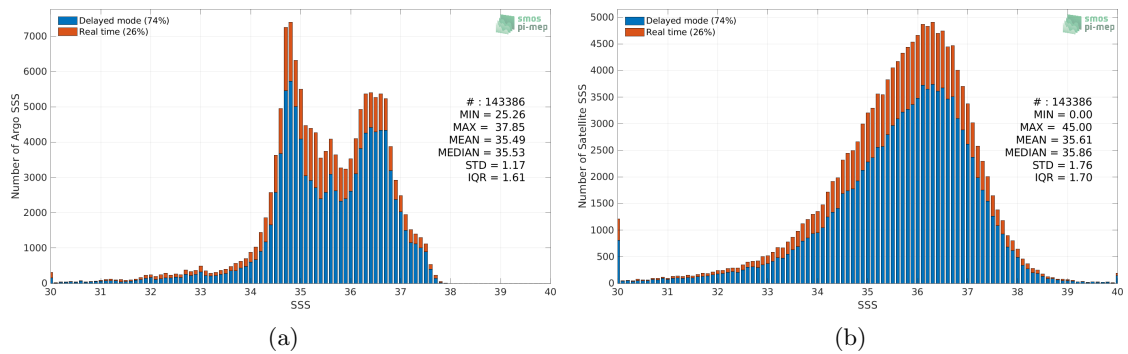 Delayed mode (74%)
Real time (26%)
smos
pi-mep
7000
6000
5000
4000
3000
2000
1000
0
Number of Argo SSS
# : 143386
MIN = 25.26
MAX = 37.85
MEAN = 35.49
MEDIAN = 35.53
STD = 1.17
IQR = 1.61
30 31 32 33 34 35 36 37 38 39 40
SSS
(a)
Delayed mode (74%)
Real time (26%)
smos
pi-mep
5000
4500
4000
3500
3000
2500
2000
1500
1000
500
0
Number of Satellite SSS
# : 143386
MIN = 0.00
MAX = 45.00
MEAN = 35.61
MEDIAN = 35.86
STD = 1.76
IQR = 1.70
30 31 32 33 34 35 36 37 38 39 40
SSS
(b)